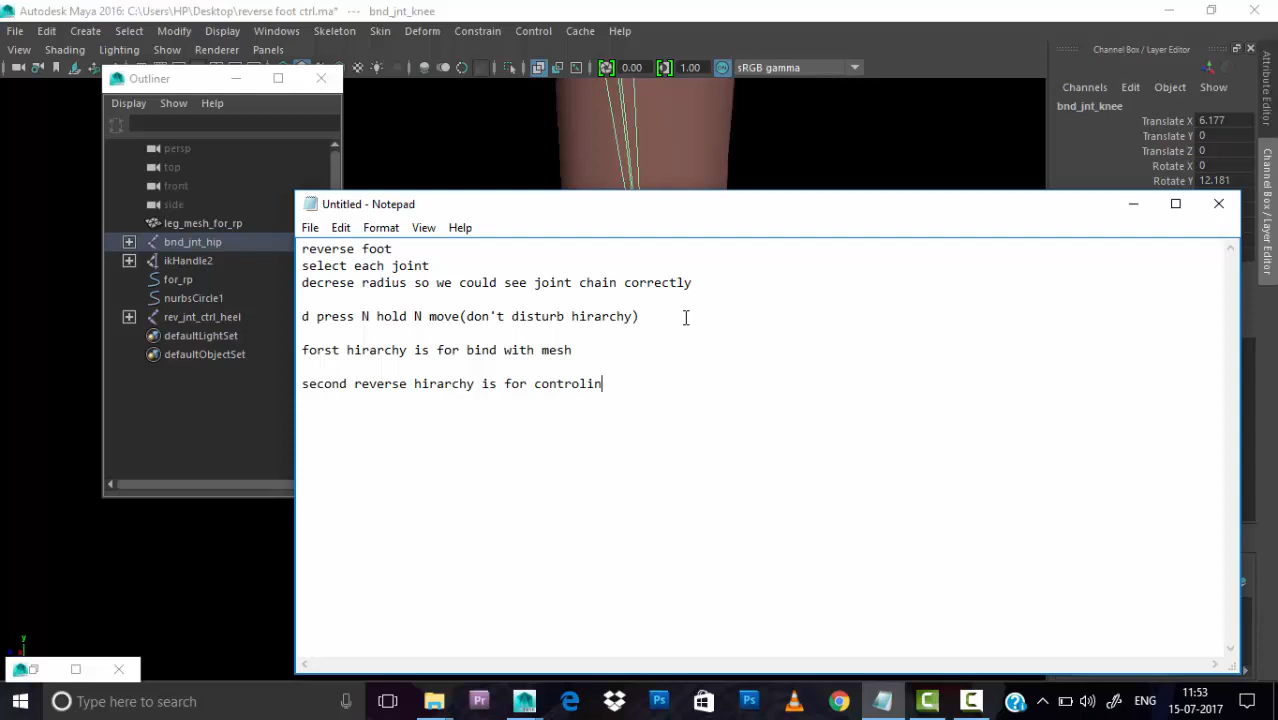 Autodesk Maya 2016: C:\Users\HP\Desktop\reverse foot ctrl.ma* --- bnd_jnt_knee
File Edit Create Select Modify Display Windows Skeleton Skin Deform Constrain Control Cache Help
View Shading Lighting Show Renderer Panels
Channel Box / Layer Editor
0.00 1.00 sRGB gamma
Outliner
Display Show Help
persp
top
front
side
leg_mesh_for_rp
bnd_jnt_hip
ikHandle2
for_rp
nurbsCircle1
rev_jnt_ctrl_heel
defaultLightSet
defaultObjectSet
Channels Edit Object Show
bnd_jnt_knee
Translate X 6.177
Translate Y 0
Translate Z 0
Rotate X 0
Rotate Y 12.181
Attribute Editor
Channel Box / Layer Editor
Untitled - Notepad
File Edit Format View Help
reverse foot
select each joint
decrese radius so we could see joint chain correctly
d press N hold N move(don't disturb hirarchy)
forst hirarchy is for bind with mesh
second reverse hirarchy is for controlin
y
Type here to search
ENG
11:53
15-07-2017